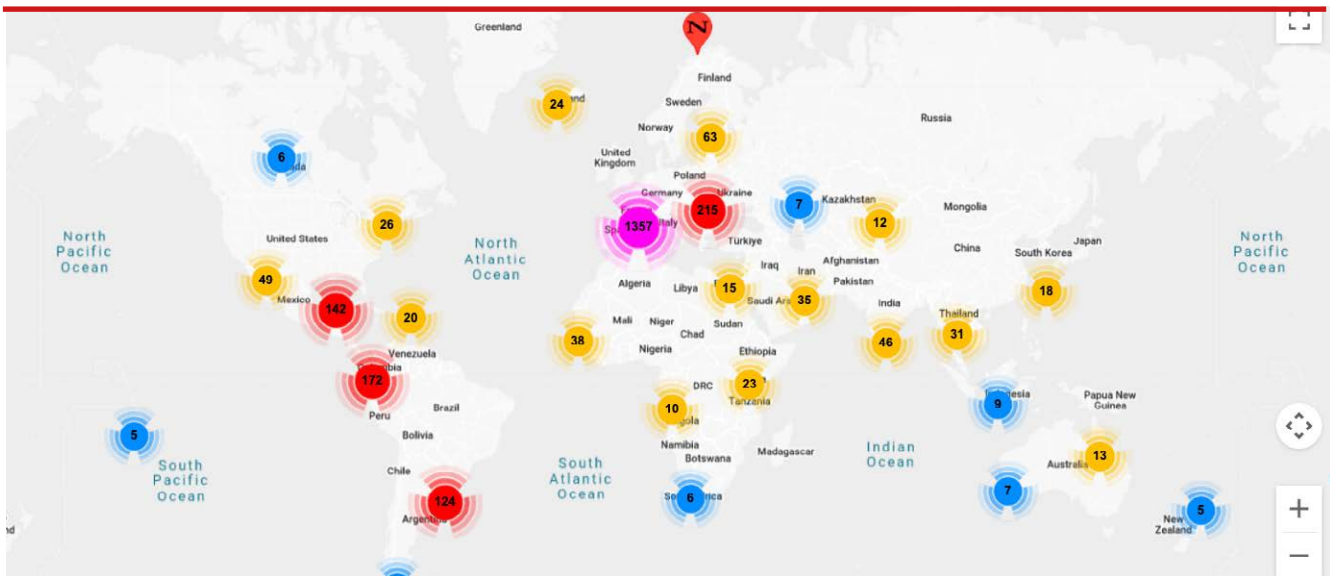 Greenland
N
Finland
24
Sweden
Russia
Norway
63
United
Kingdom
6
Poland
Germany
Ukraine
215
7
Kazakhstan
12
Mongolia
1357
26
United States
North
Pacific
Ocean
North
Atlantic
Ocean
Türkiye
China
South Korea
Japan
North
Pacific
Ocean
Iraq
Iran
Afghanistan
Pakistan
49
Mexico
142
20
Algeria
Libya
15
35
India
18
Mali
Niger
Chad
Sudan
Thailand
31
38
46
Nigeria
Ethiopia
Venezuela
172
DRC
23
Tanzania
Peru
Brazil
10
9
Papua New
Guinea
5
Bolivia
Namibia
Botswana
Madagascar
Indian
Ocean
13
Australia
South
Pacific
Ocean
Chile
South
Atlantic
Ocean
124
6
7
5
New
Zealand
+
−